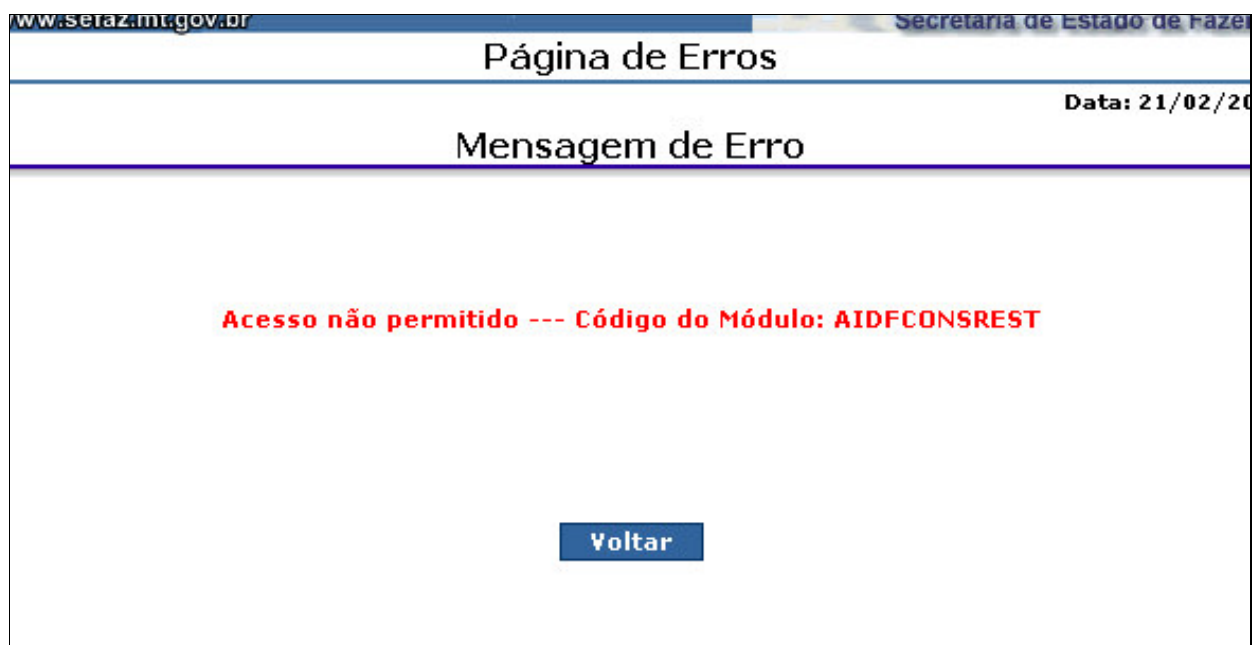 www.sefaz.mt.gov.br
Secretaria de Estado de Fazen
Página de Erros
Data: 21/02/20
Mensagem de Erro
Acesso não permitido --- Código do Módulo: AIDFCONSREST
Voltar